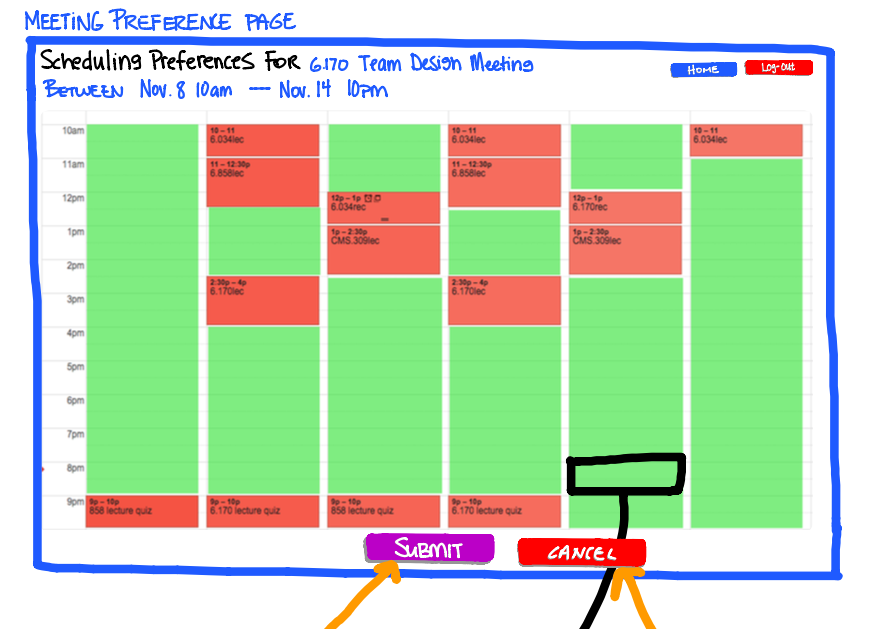 MEETING PREFERENCE PAGE
Scheduling Preferences For 6.170 Team Design Meeting
HOME
Log-Out
BETWEEN Nov. 8 10am — Nov. 14 10pm
10am
10 – 11
6.034lec
10 – 11
6.034lec
10 – 11
6.034lec
11am
11 – 12:30p
6.858lec
11 – 12:30p
6.858lec
12pm
12p – 1p
6.034rec
12p – 1p
6.170rec
1pm
1p – 2:30p
CMS.309lec
1p – 2:30p
CMS.309lec
2pm
2:30p – 4p
6.170lec
2:30p – 4p
6.170lec
3pm
4pm
5pm
6pm
7pm
8pm
9pm
9p – 10p
858 lecture quiz
9p – 10p
6.170 lecture quiz
9p – 10p
858 lecture quiz
9p – 10p
6.170 lecture quiz
SUBMIT
CANCEL